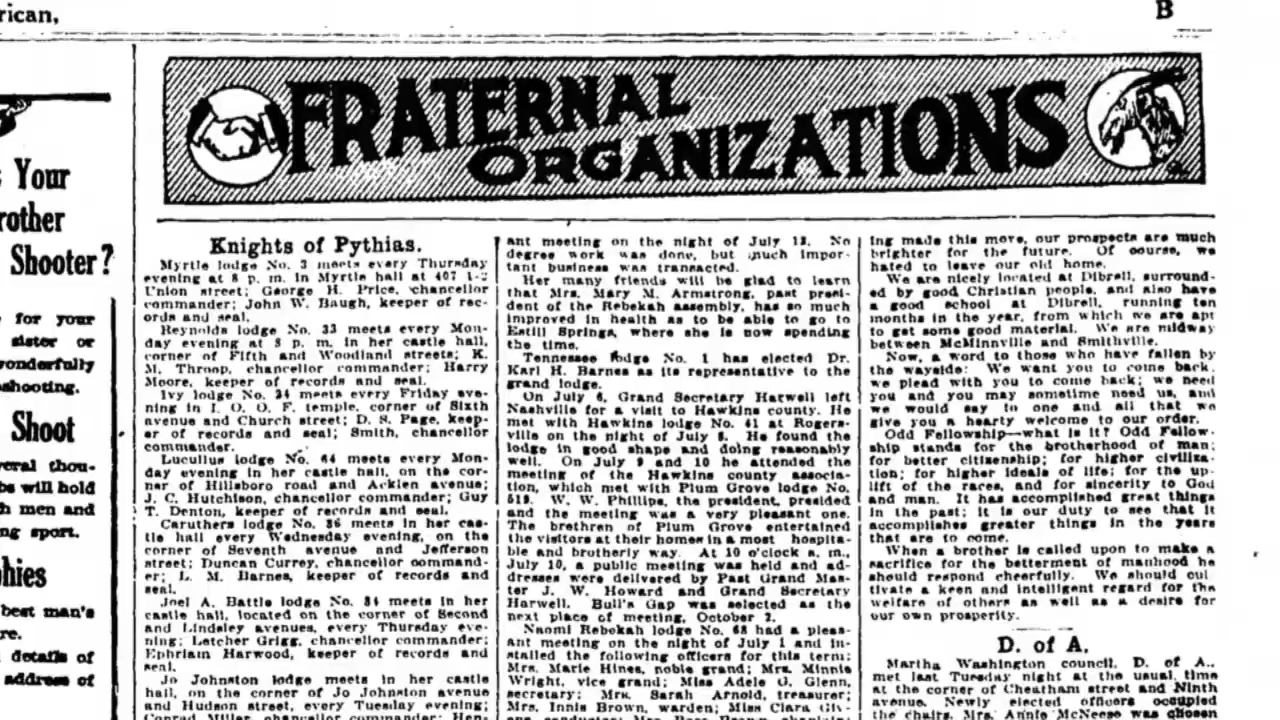 rican,
B
Your
rother
Shooter?
for your
sister or
wonderfully
shooting.
Shoot
veral thou-
bs will hold
h men and
ng sport.
hies
best man's
re.
details of
address of
FRATERNAL
ORGANIZATIONS
Knights of Pythias.
Myrtle lodge No. 3 meets every Thursday
evening at 8 p. m. in Myrtle hall at 407 1-2
Union street; George H. Price, chancellor
commander; John W. Baugh, keeper of rec-
ords and seal.
Reynolds lodge No. 33 meets every Mon-
day evening at 8 p. m. in her castle hall,
corner of Fifth and Woodland streets; K.
M. Throop, chancellor commander; Harry
Moore, keeper of records and seal.
Ivy lodge No. 34 meets every Friday eve-
ning in I. O. O. F. temple, corner of Sixth
avenue and Church street; D. S. Page, keep-
er of records and seal; Smith, chancellor
commander.
Lucullus lodge No. 64 meets every Mon-
day evening in her castle hall, on the cor-
ner of Hillsboro road and Acklen avenue;
J. C. Hutchison, chancellor commander; Guy
T. Denton, keeper of records and seal.
Caruthers lodge No. 86 meets in her cas-
tle hall every Wednesday evening, on the
corner of Seventh avenue and Jefferson
street; Duncan Currey, chancellor command-
er; L. M. Barnes, keeper of records and
seal.
Joel A. Battle lodge No. 84 meets in her
castle hall, located on the corner of Second
and Lindsley avenues, every Thursday eve-
ning; Letcher Grigg, chancellor commander;
Ephriam Harwood, keeper of records and
seal.
Jo Johnston lodge meets in her castle
hall, on the corner of Jo Johnston avenue
and Hudson street, every Tuesday evening;
Conrad Miller, chancellor commander; Hen-
ant meeting on the night of July 12. No
degree work was done, but much impor-
tant business was transacted.
Her many friends will be glad to learn
that Mrs. Mary M. Armstrong, past presi-
dent of the Rebekah assembly, has so much
improved in health as to be able to go to
Estill Springs, where she is now spending
the time.
Tennessee lodge No. 1 has elected Dr.
Karl H. Barnes as its representative to the
grand lodge.
On July 6, Grand Secretary Harwell left
Nashville for a visit to Hawkins county. He
met with Hawkins lodge No. 41 at Rogers-
ville on the night of July 8. He found the
lodge in good shape and doing reasonably
well. On July 9 and 10 he attended the
meeting of the Hawkins county associa-
tion, which met with Plum Grove lodge No.
519. W. W. Phillips, the president, presided
and the meeting was a very pleasant one.
The brethren of Plum Grove entertained
the visitors at their homes in a most hospita-
ble and brotherly way. At 10 o'clock a. m.,
July 10, a public meeting was held and ad-
dresses were delivered by Past Grand Mas-
ter J. W. Howard and Grand Secretary
Harwell. Bull's Gap was selected as the
next place of meeting, October 2.
Naomi Rebekah lodge No. 68 had a pleas-
ant meeting on the night of July 1 and in-
stalled the following officers for this term:
Mrs. Marie Hines, noble grand; Mrs. Minnie
Wright, vice grand; Miss Adele G. Glenn,
secretary; Mrs. Sarah Arnold, treasurer;
Mrs. Innis Brown, warden; Miss Clara
ing made this move, our prospects are much
brighter for the future. Of course, we
hated to leave our old home.
We are nicely located at Dibrell, surround-
ed by good Christian people, and also have
a good school at Dibrell, running ten
months in the year, from which we are apt
to get some good material. We are midway
between McMinnville and Smithville.
Now, a word to those who have fallen by
the wayside: We want you to come back,
we plead with you to come back; we need
you and you may sometime need us, and
we would say to one and all that we
give you a hearty welcome to our order.
Odd Fellowship—what is it? Odd Fellow-
ship stands for the brotherhood of man;
for better citizenship; for higher civiliza-
tion; for higher ideals of life; for the up-
lift of the races, and for sincerity to God
and man. It has accomplished great things
in the past; it is our duty to see that it
accomplishes greater things in the years
that are to come.
When a brother is called upon to make a
sacrifice for the betterment of manhood he
should respond cheerfully. We should cul
tivate a keen and intelligent regard for the
welfare of others as well as a desire for
our own prosperity.
D. of A.
Martha Washington council, D. of A.,
met last Tuesday night at the usual, time
at the corner of Cheatham street and Ninth
avenue. Newly elected officers occupied
the chairs. Mrs. Annie McNeese was chosen